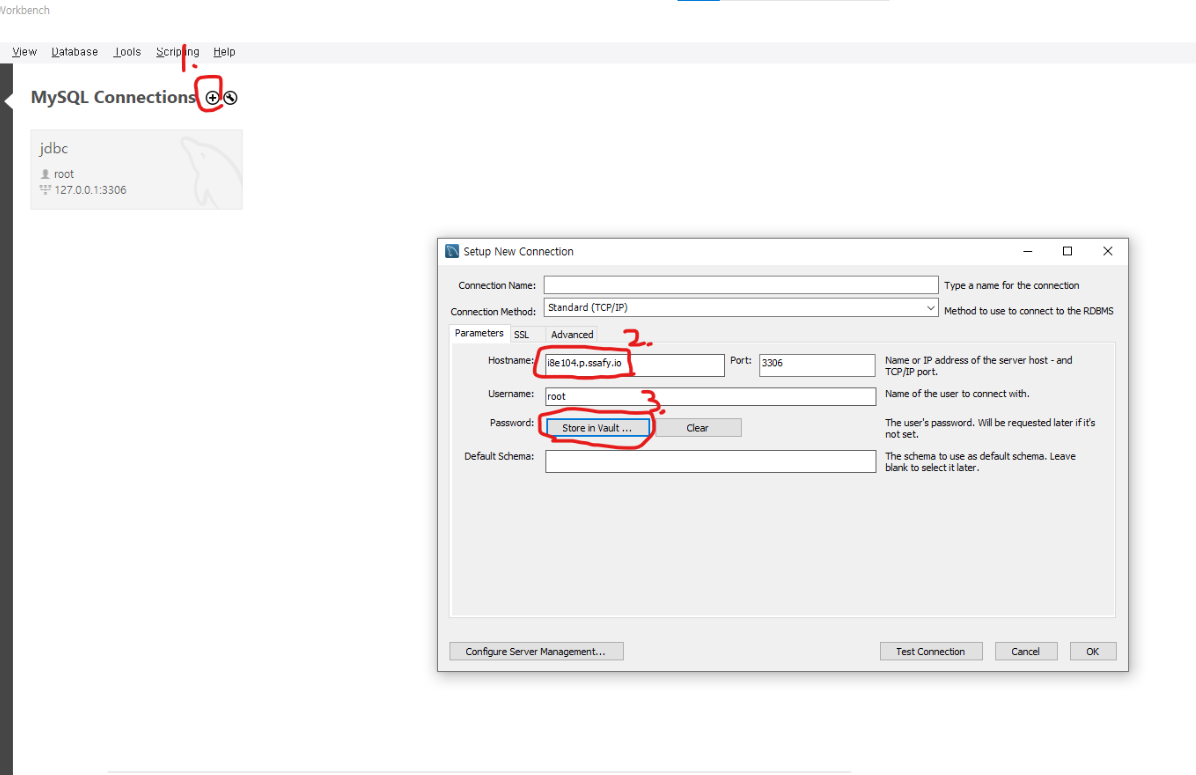 Workbench
View Database Tools Scripting Help
1.
MySQL Connections
jdbc
root
127.0.0.1:3306
Setup New Connection
Connection Name: Type a name for the connection
Connection Method: Standard (TCP/IP) Method to use to connect to the RDBMS
Parameters SSL Advanced
2.
Hostname: i8e104.p.ssafy.io Port: 3306 Name or IP address of the server host - and
TCP/IP port.
Username: root Name of the user to connect with.
3.
Password: Store in Vault ... Clear The user's password. Will be requested later if it's
not set.
Default Schema: The schema to use as default schema. Leave
blank to select it later.
Configure Server Management... Test Connection Cancel OK